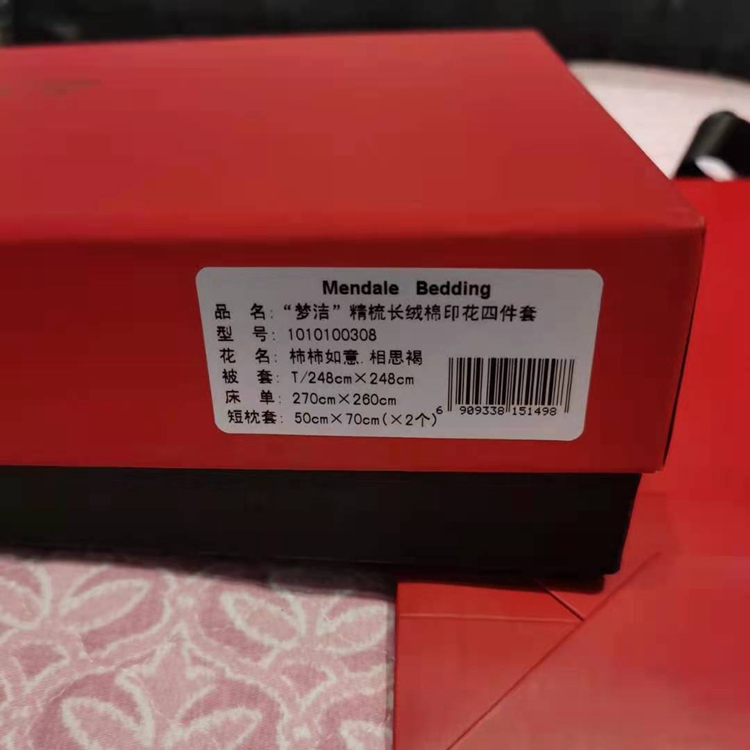 Mendale Bedding
品 名: “梦洁”精梳长绒棉印花四件套
型 号: 1010100308
花 名: 柿柿如意.相思褐
被 套: T/248cm×248cm
床 单: 270cm×260cm
短枕套: 50cm×70cm(×2个)
6 909338 151498